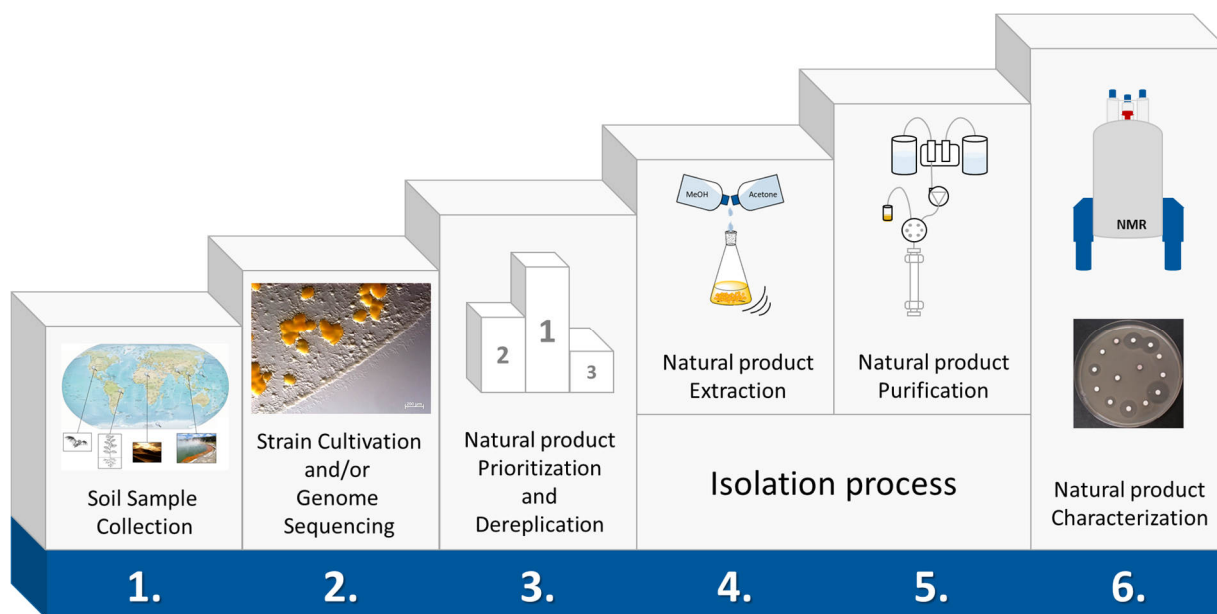 Soil Sample
Collection
Strain Cultivation
and/or
Genome
Sequencing
2
1
3
Natural product
Prioritization
and
Dereplication
MeOH
Acetone
Natural product
Extraction
Natural product
Purification
Isolation process
NMR
Natural product
Characterization
1.
2.
3.
4.
5.
6.